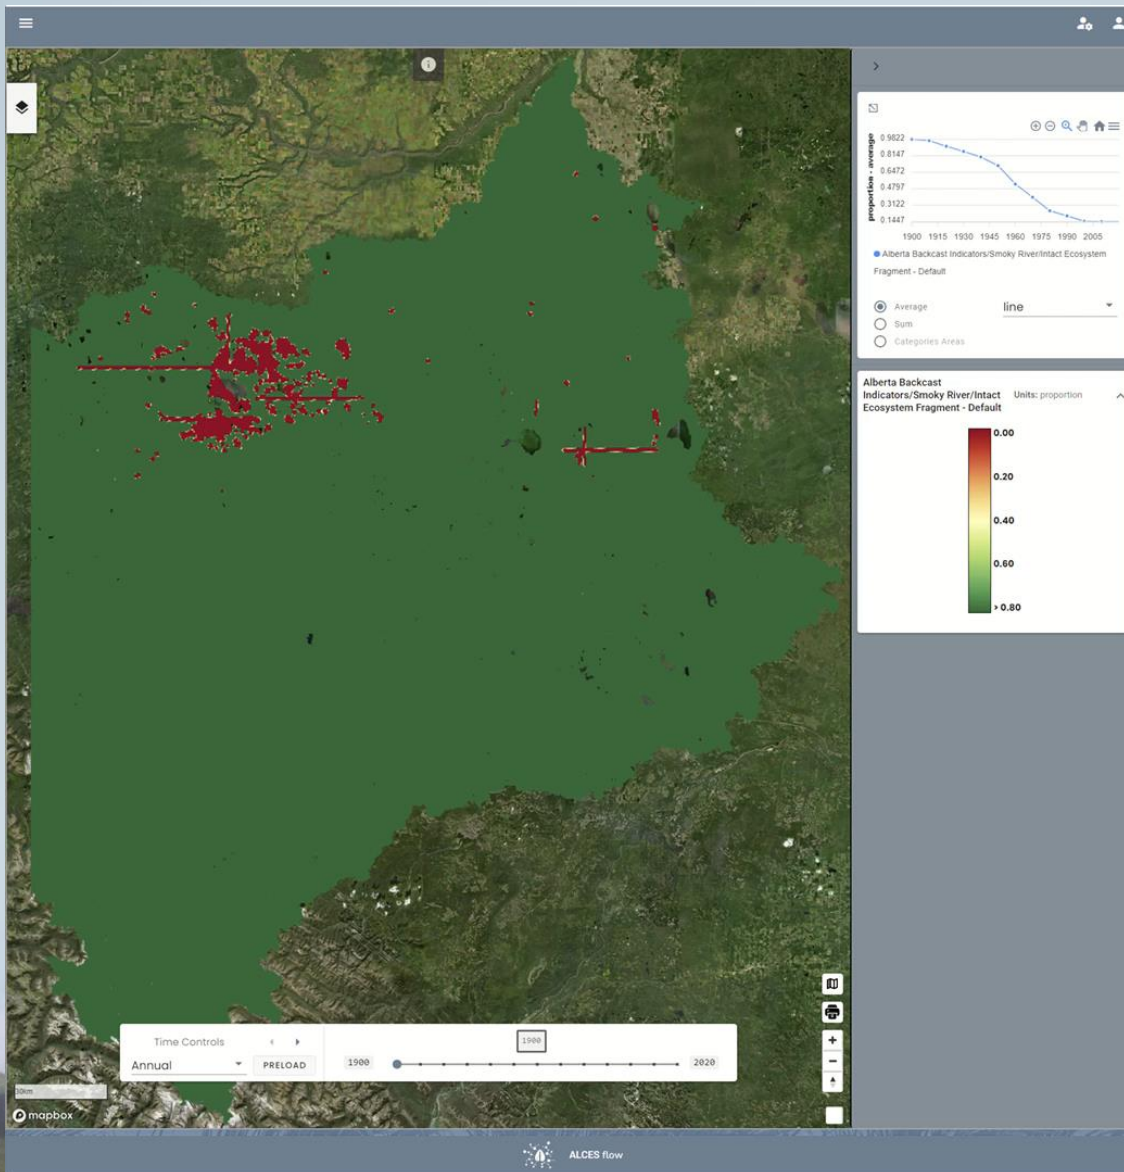 0.9822
0.8147
0.6472
0.4797
0.3122
0.1447
proportion - average
1900 1915 1930 1945 1960 1975 1990 2005
Alberta Backcast Indicators/Smoky River/Intact Ecosystem
Fragment - Default
Average
line
Sum
Categories Areas
Alberta Backcast
Indicators/Smoky River/Intact
Ecosystem Fragment - Default
Units: proportion
0.00
0.20
0.40
0.60
> 0.80
Time Controls
Annual
PRELOAD
1900
1900
2020
30km
mapbox
ALCES flow